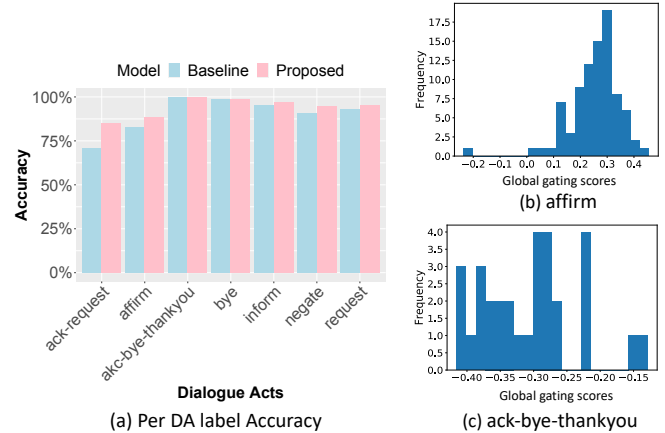 Model Baseline Proposed
100%
75%
50%
25%
0%
Accuracy
ack-request
affirm
akc-bye-thankyou
bye
inform
negate
request
Dialogue Acts
(a) Per DA label Accuracy
17.5
15.0
12.5
10.0
7.5
5.0
2.5
0.0
Frequency
−0.2 −0.1 0.0 0.1 0.2 0.3 0.4
Global gating scores
(b) affirm
4.0
3.5
3.0
2.5
2.0
1.5
1.0
0.5
0.0
Frequency
−0.40 −0.35 −0.30 −0.25 −0.20 −0.15
Global gating scores
(c) ack-bye-thankyou